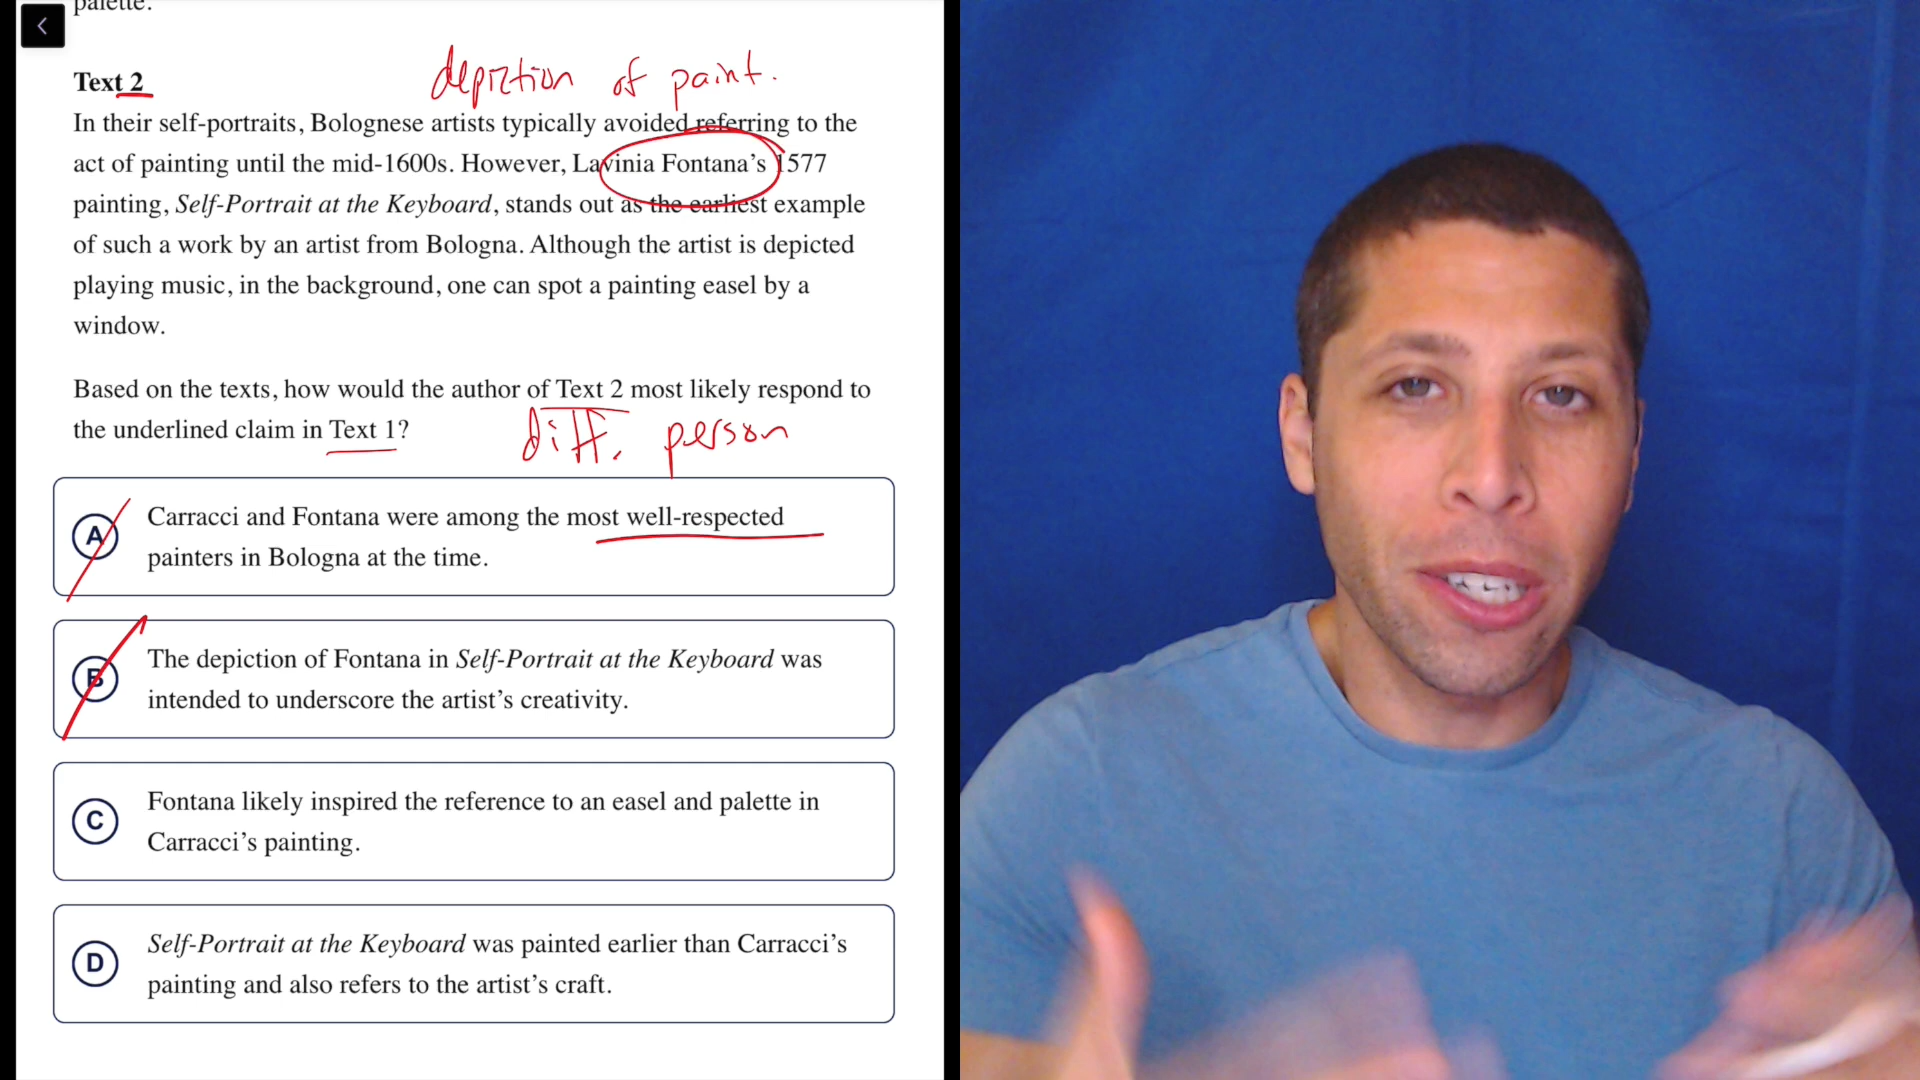 palette.
Text 2
depiction of paint.
In their self-portraits, Bolognese artists typically avoided referring to the
act of painting until the mid-1600s. However, Lavinia Fontana’s 1577
painting, Self-Portrait at the Keyboard, stands out as the earliest example
of such a work by an artist from Bologna. Although the artist is depicted
playing music, in the background, one can spot a painting easel by a
window.
Based on the texts, how would the author of Text 2 most likely respond to
the underlined claim in Text 1?
diff. person
A
Carracci and Fontana were among the most well-respected
painters in Bologna at the time.
B
The depiction of Fontana in Self-Portrait at the Keyboard was
intended to underscore the artist’s creativity.
C
Fontana likely inspired the reference to an easel and palette in
Carracci’s painting.
D
Self-Portrait at the Keyboard was painted earlier than Carracci’s
painting and also refers to the artist’s craft.